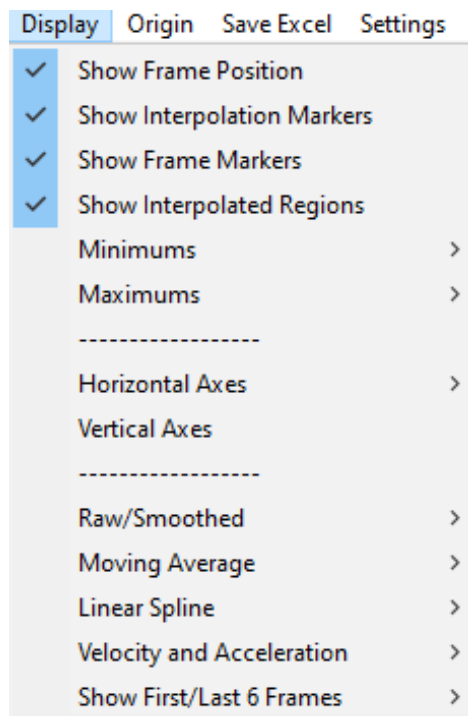 Display Origin Save Excel Settings
Show Frame Position
Show Interpolation Markers
Show Frame Markers
Show Interpolated Regions
Minimums
Maximums
------------------
Horizontal Axes
Vertical Axes
------------------
Raw/Smoothed
Moving Average
Linear Spline
Velocity and Acceleration
Show First/Last 6 Frames